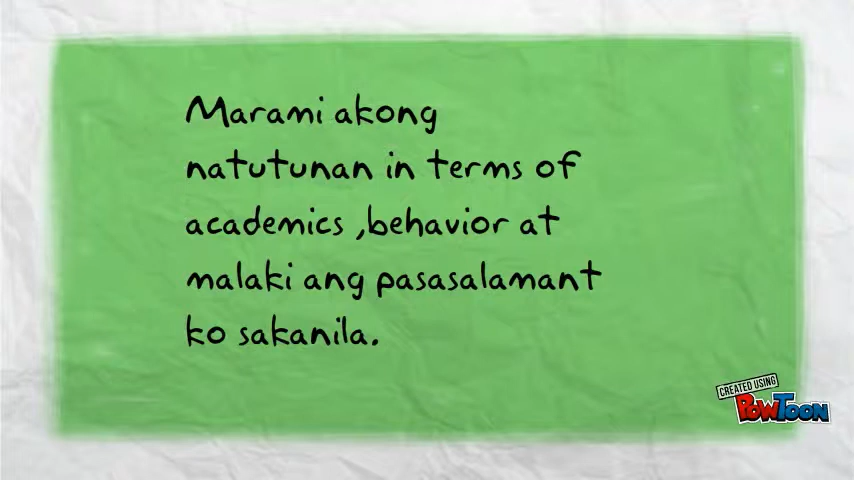 Marami akong
natutunan in terms of
academics ,behavior at
malaki ang pasasalamant
ko sakanila.
CREATED USING
POWTOON